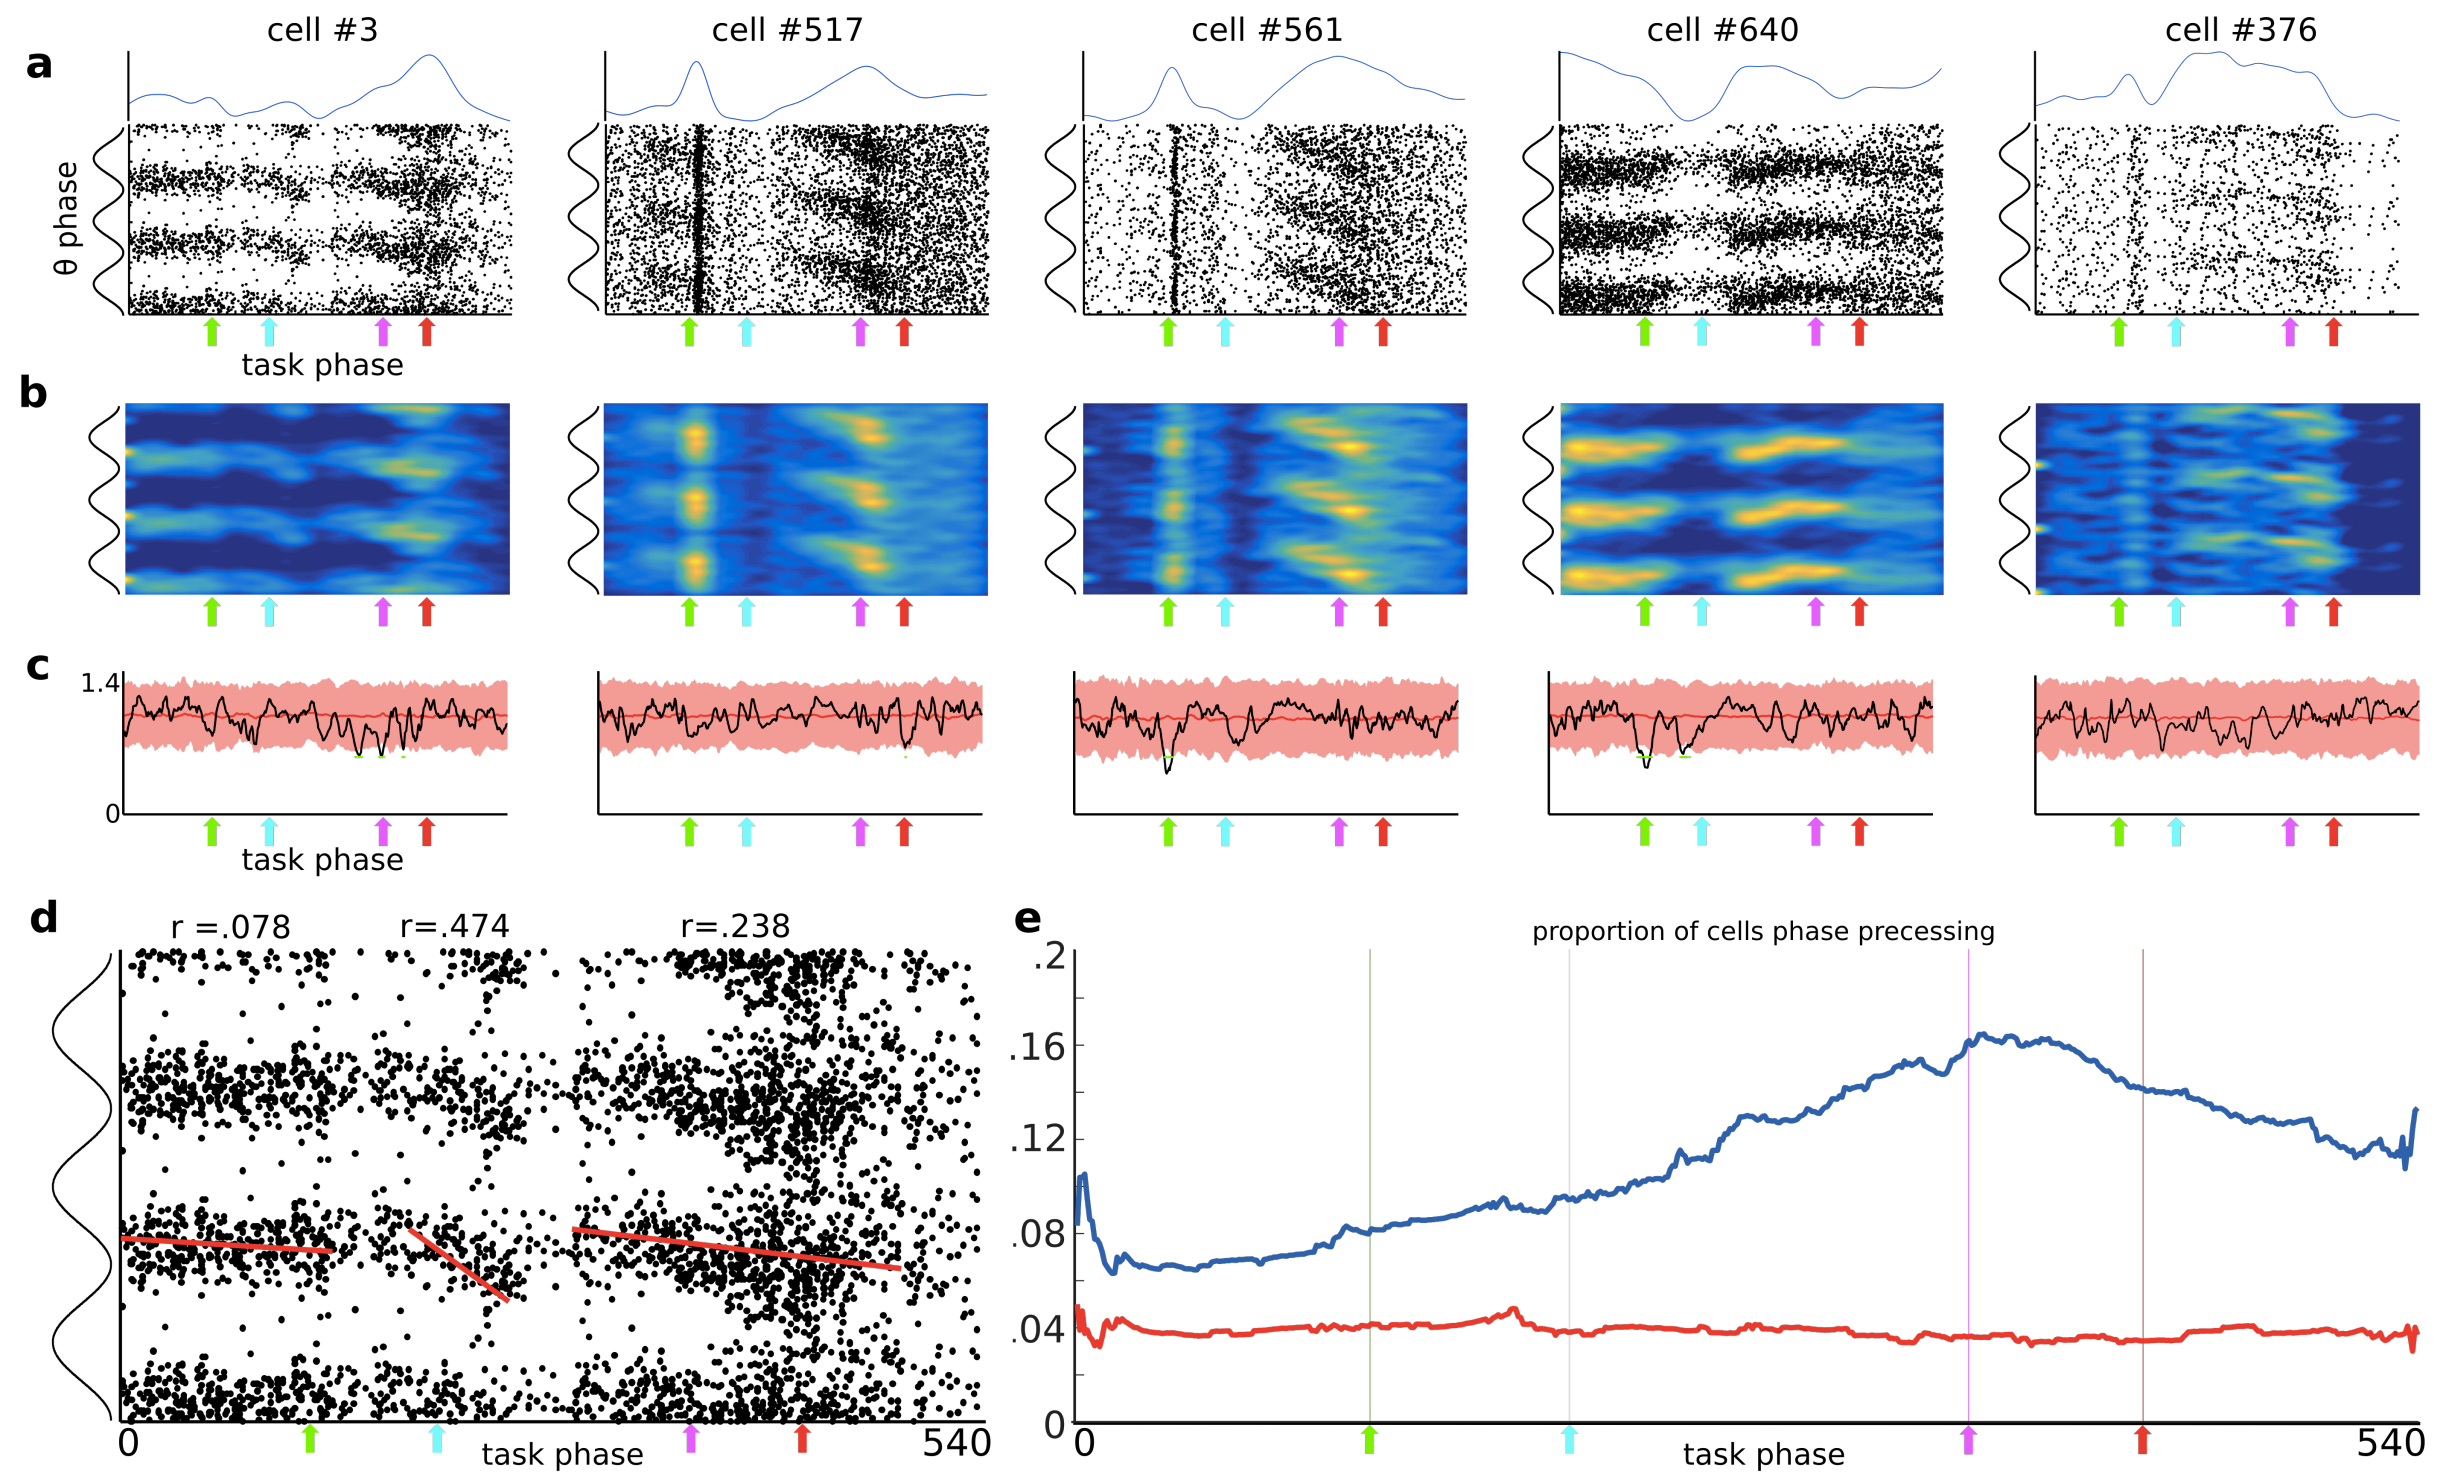 cell #3 cell #517 cell #561 cell #640 cell #376
a
θ phase
task phase
b
c
1.4
0
task phase
d
r =.078 r=.474 r=.238
0 540
task phase
e
proportion of cells phase precessing
.2
.16
.12
.08
.04
0
0 540
task phase